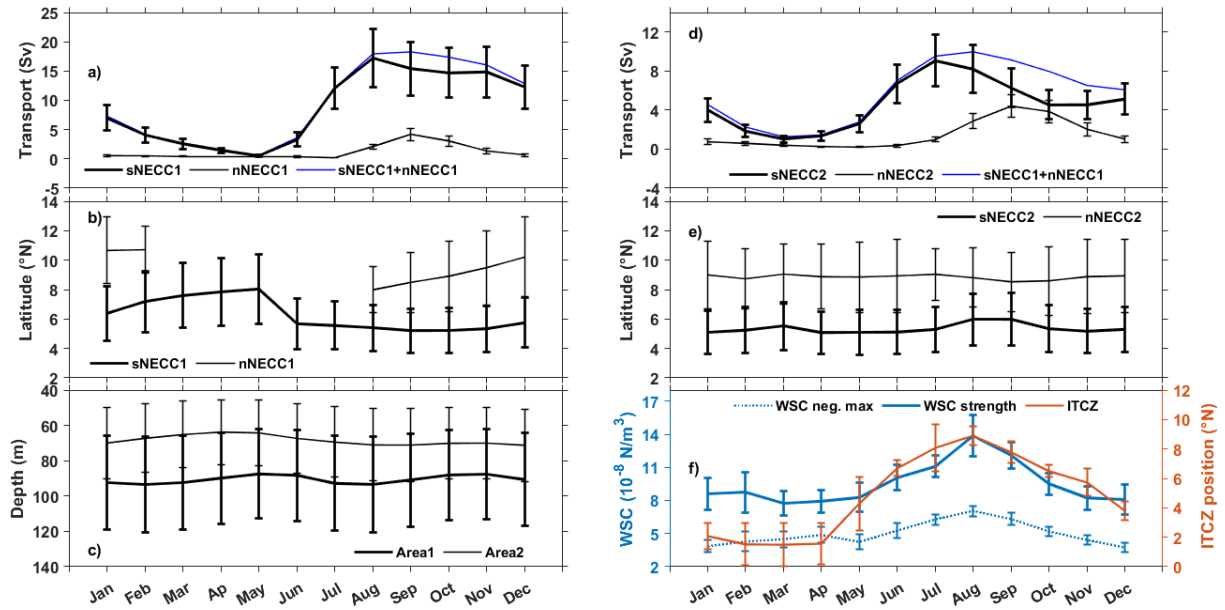 a)
Transport (Sv)
25
20
15
10
5
0
-5
sNECC1 nNECC1 sNECC1+nNECC1
b)
Latitude (°N)
14
12
10
8
6
4
2
sNECC1 nNECC1
c)
Depth (m)
40
60
80
100
120
140
Area1 Area2
Jan Feb Mar Apr May Jun Jul Aug Sep Oct Nov Dec
d)
Transport (Sv)
12
8
4
0
-4
sNECC2 nNECC2 sNECC1+nNECC1
e)
Latitude (°N)
14
12
10
8
6
4
2
sNECC2 nNECC2
f)
WSC (10-8 N/m3)
17
14
11
8
5
2
WSC neg. max WSC strength ITCZ
12
10
8
6
4
2
0
ITCZ position (°N)
Jan Feb Mar Apr May Jun Jul Aug Sep Oct Nov Dec